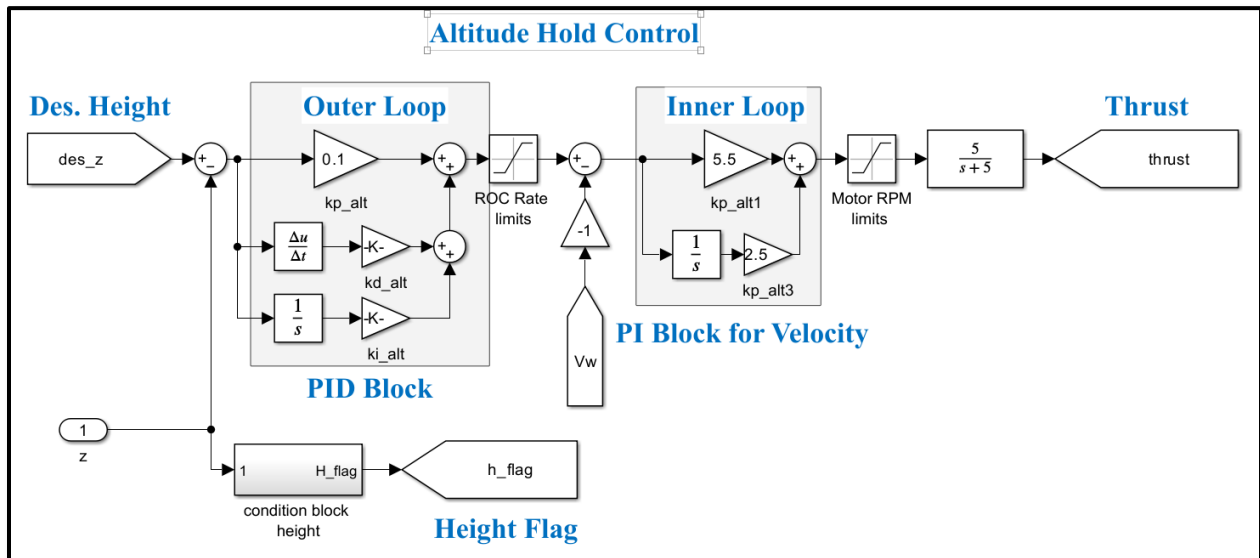 Altitude Hold Control
Des. Height
Outer Loop
Inner Loop
Thrust
des_z
+
−
0.1
kp_alt
+
+
ROC Rate
limits
+
−
5.5
kp_alt1
+
+
Motor RPM
limits
5
s + 5
thrust
Δu
Δt
-K-
kd_alt
+
+
-1
1
s
2.5
kp_alt3
1
s
-K-
ki_alt
PID Block
Vw
PI Block for Velocity
1
z
1
H_flag
condition block
height
h_flag
Height Flag